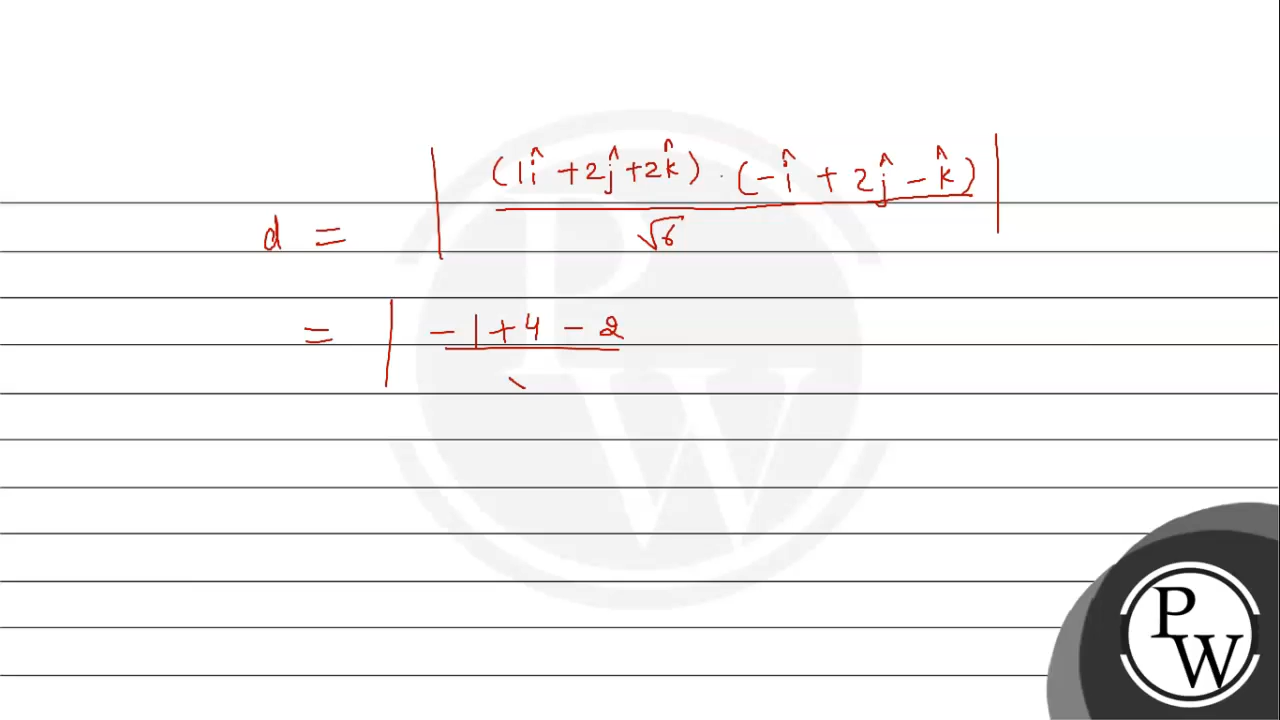 d = | (1î + 2ĵ + 2k̂) · (-î + 2ĵ - k̂) / √6 |
= | -1 + 4 - 2
P
W
P
W